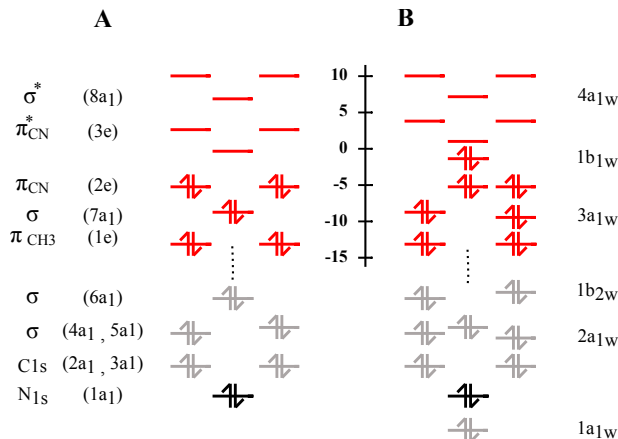 A B
10
σ* (8a1) 4a1w
5
π*CN (3e)
0
1b1w
πCN (2e) -5
σ (7a1) -10 3a1w
π CH3 (1e)
-15
σ (6a1) 1b2w
σ (4a1 , 5a1) 2a1w
C1s (2a1 , 3a1)
N1s (1a1)
1a1w